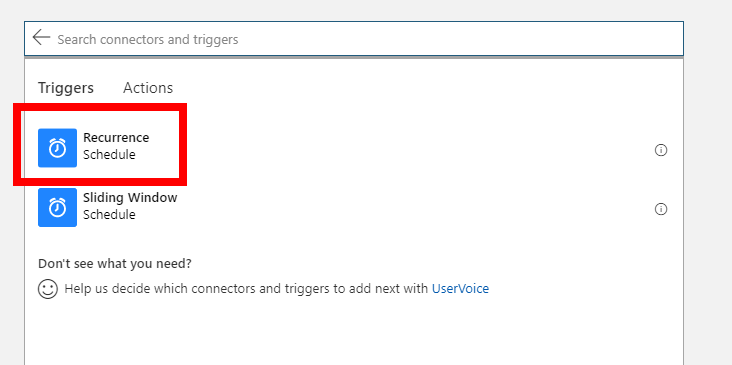 Search connectors and triggers
Triggers Actions
Recurrence
Schedule
Sliding Window
Schedule
Don't see what you need?
Help us decide which connectors and triggers to add next with UserVoice